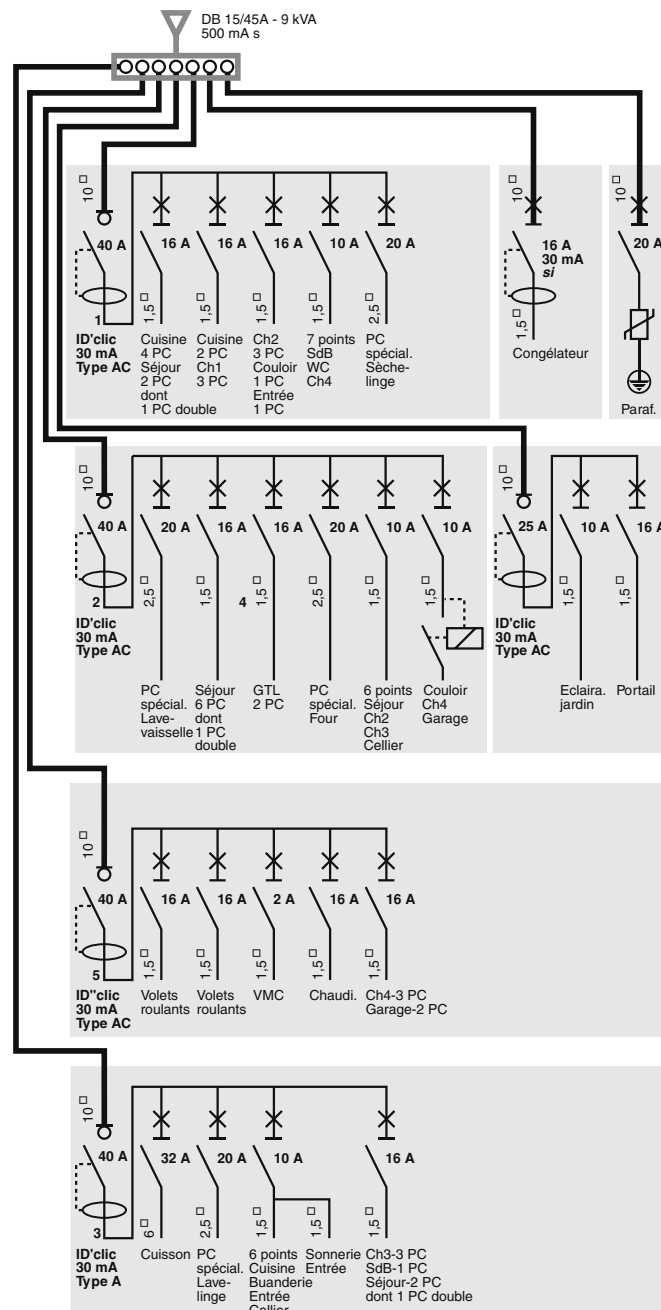 DB 15/45A - 9 kVA
500 mA s
10 □
40 A
1
ID'clic
30 mA
Type AC
16 A
1,5 □
Cuisine
4 PC
Séjour
2 PC
dont
1 PC double
16 A
1,5 □
Cuisine
2 PC
Ch1
3 PC
16 A
1,5 □
Ch2
3 PC
Couloir
1 PC
Entrée
1 PC
10 A
1,5 □
7 points
SdB
WC
Ch4
20 A
2,5 □
PC
spécial.
Sèche-
linge
10 □
16 A
30 mA
si
1,5 □
Congélateur
10 □
20 A
Paraf.
10 □
40 A
2
ID'clic
30 mA
Type AC
20 A
2,5 □
PC
spécial.
Lave-
vaisselle
16 A
1,5 □
Séjour
6 PC
dont
1 PC
double
16 A
4
1,5 □
GTL
2 PC
20 A
2,5 □
PC
spécial.
Four
10 A
1,5 □
6 points
Séjour
Ch2
Ch3
Cellier
10 A
1,5 □
Couloir
Ch4
Garage
10 □
25 A
ID'clic
30 mA
Type AC
10 A
1,5 □
Eclaira.
jardin
16 A
1,5 □
Portail
10 □
40 A
5
ID"clic
30 mA
Type AC
16 A
1,5 □
Volets
roulants
16 A
1,5 □
Volets
roulants
2 A
1,5 □
VMC
16 A
1,5 □
Chaudi.
16 A
1,5 □
Ch4-3 PC
Garage-2 PC
10 □
40 A
3
ID'clic
30 mA
Type A
32 A
6 □
Cuisson
20 A
2,5 □
PC
spécial.
Lave-
linge
10 A
1,5 □
6 points
Cuisine
Buanderie
Entrée
Cellier
1,5 □
Sonnerie
Entrée
16 A
1,5 □
Ch3-3 PC
SdB-1 PC
Séjour-2 PC
dont 1 PC double